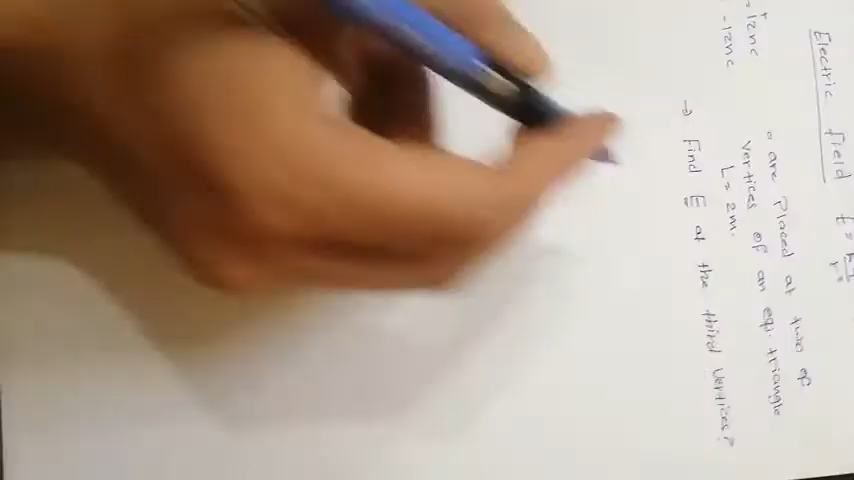 Electric field E =
+12nc
-12nc
are placed at two of
vertices of an eq. triangle
L = 2m.
→ Find E at the third vertices?